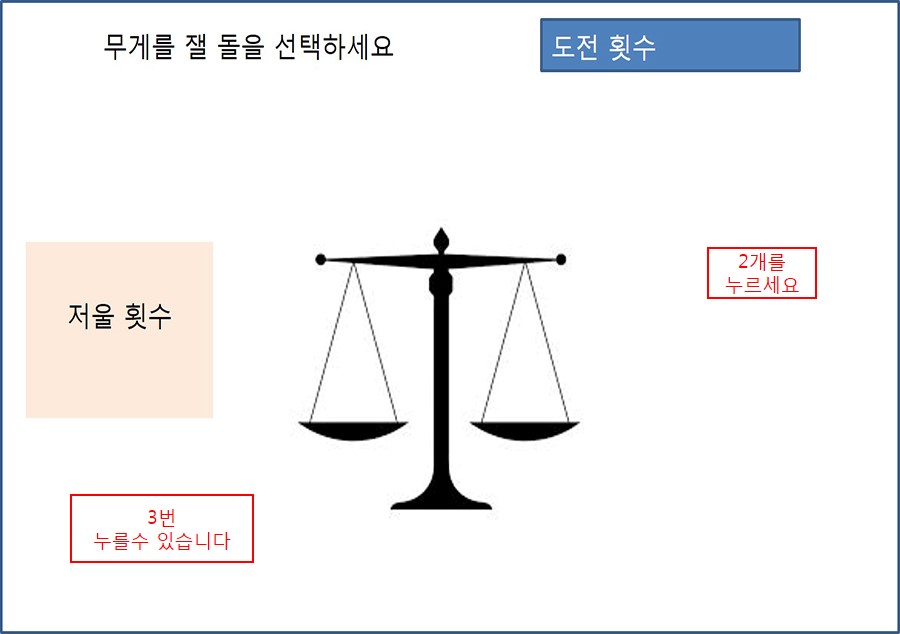 무게를 잴 돌을 선택하세요
도전 횟수
2개를
누르세요
저울 횟수
3번
누를수 있습니다